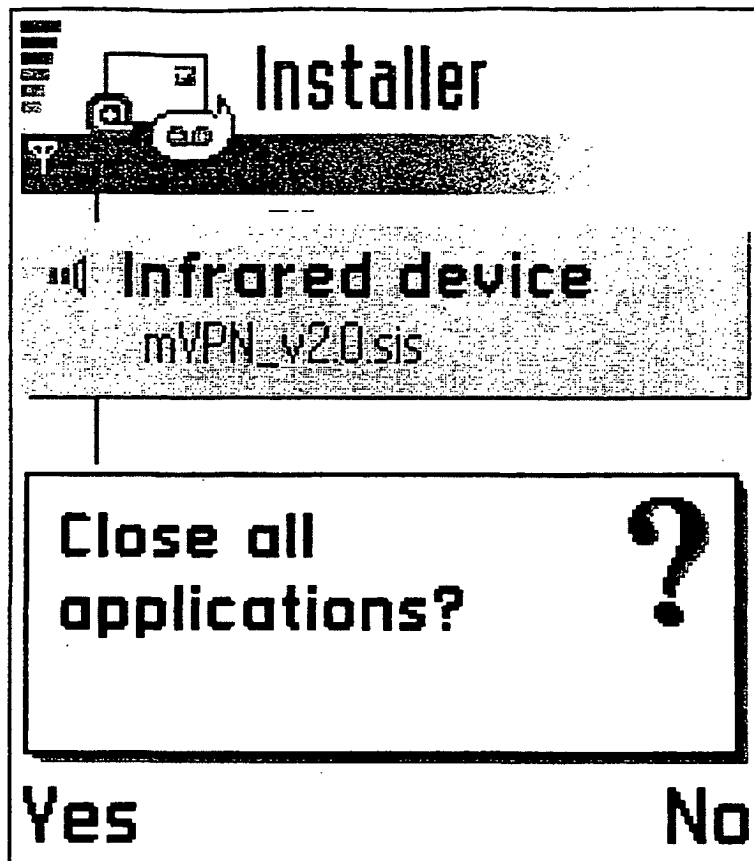 Installer
Infrared device
mVPN_v2.0.sis
Close all
applications?
?
Yes
No